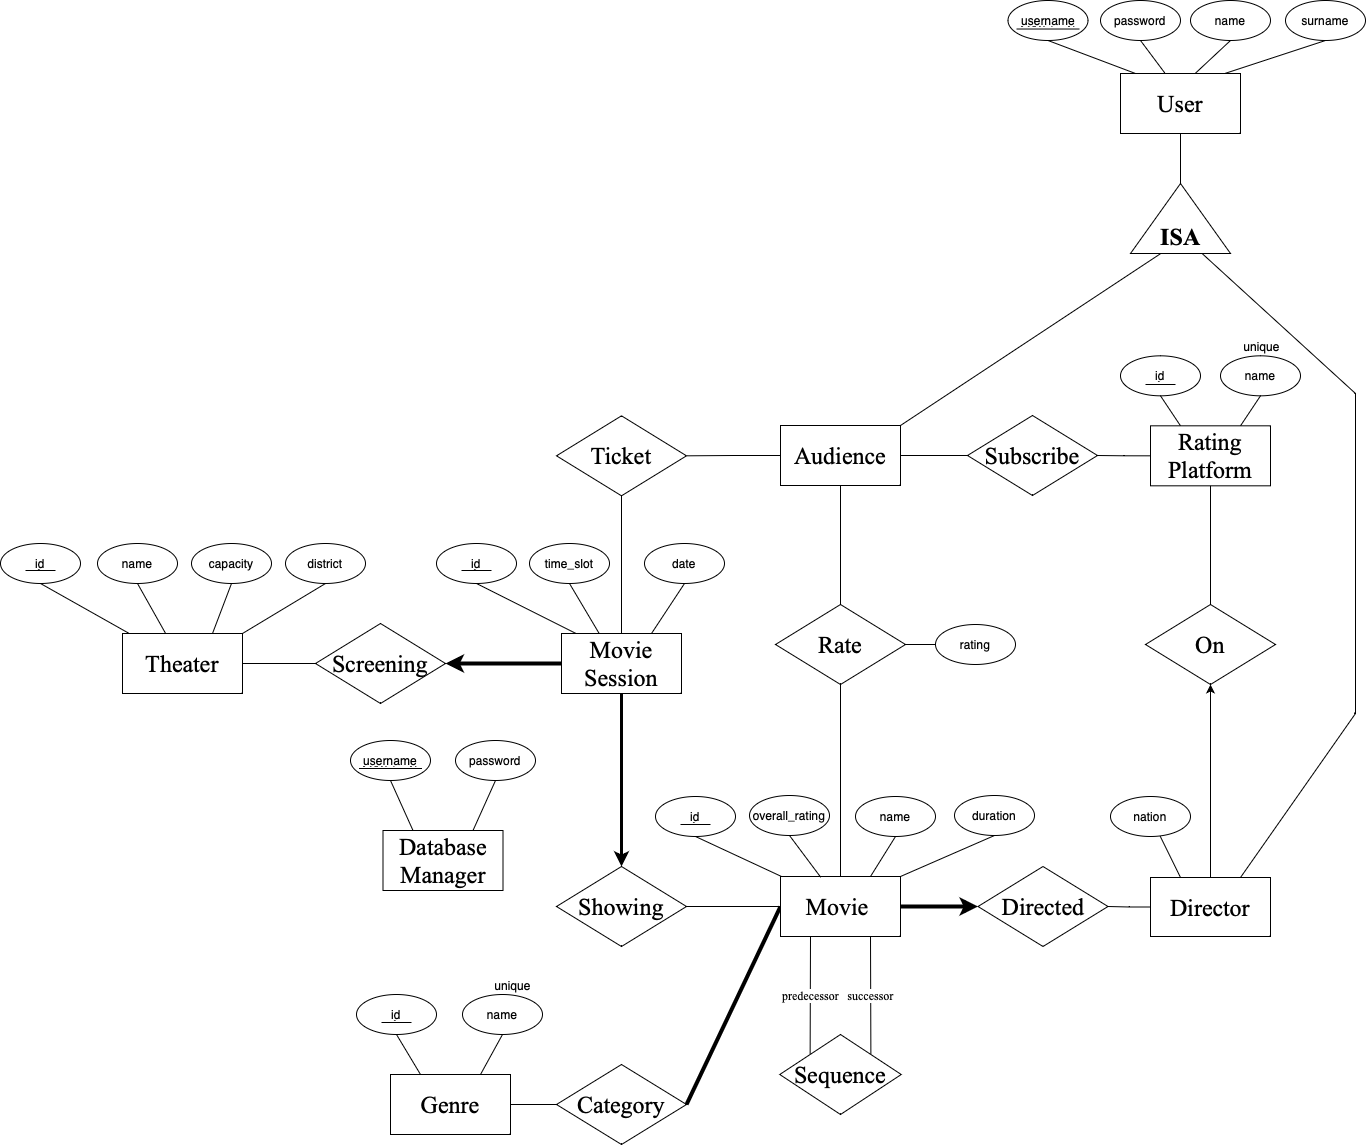 username
password
name
surname
User
ISA
unique
id
name
Rating
Platform
Ticket
Audience
Subscribe
id
name
capacity
district
id
time_slot
date
Theater
Screening
Movie
Session
Rate
rating
On
username
password
Database
Manager
id
overall_rating
name
duration
nation
Showing
Movie
Directed
Director
unique
id
name
predecessor
successor
Genre
Category
Sequence